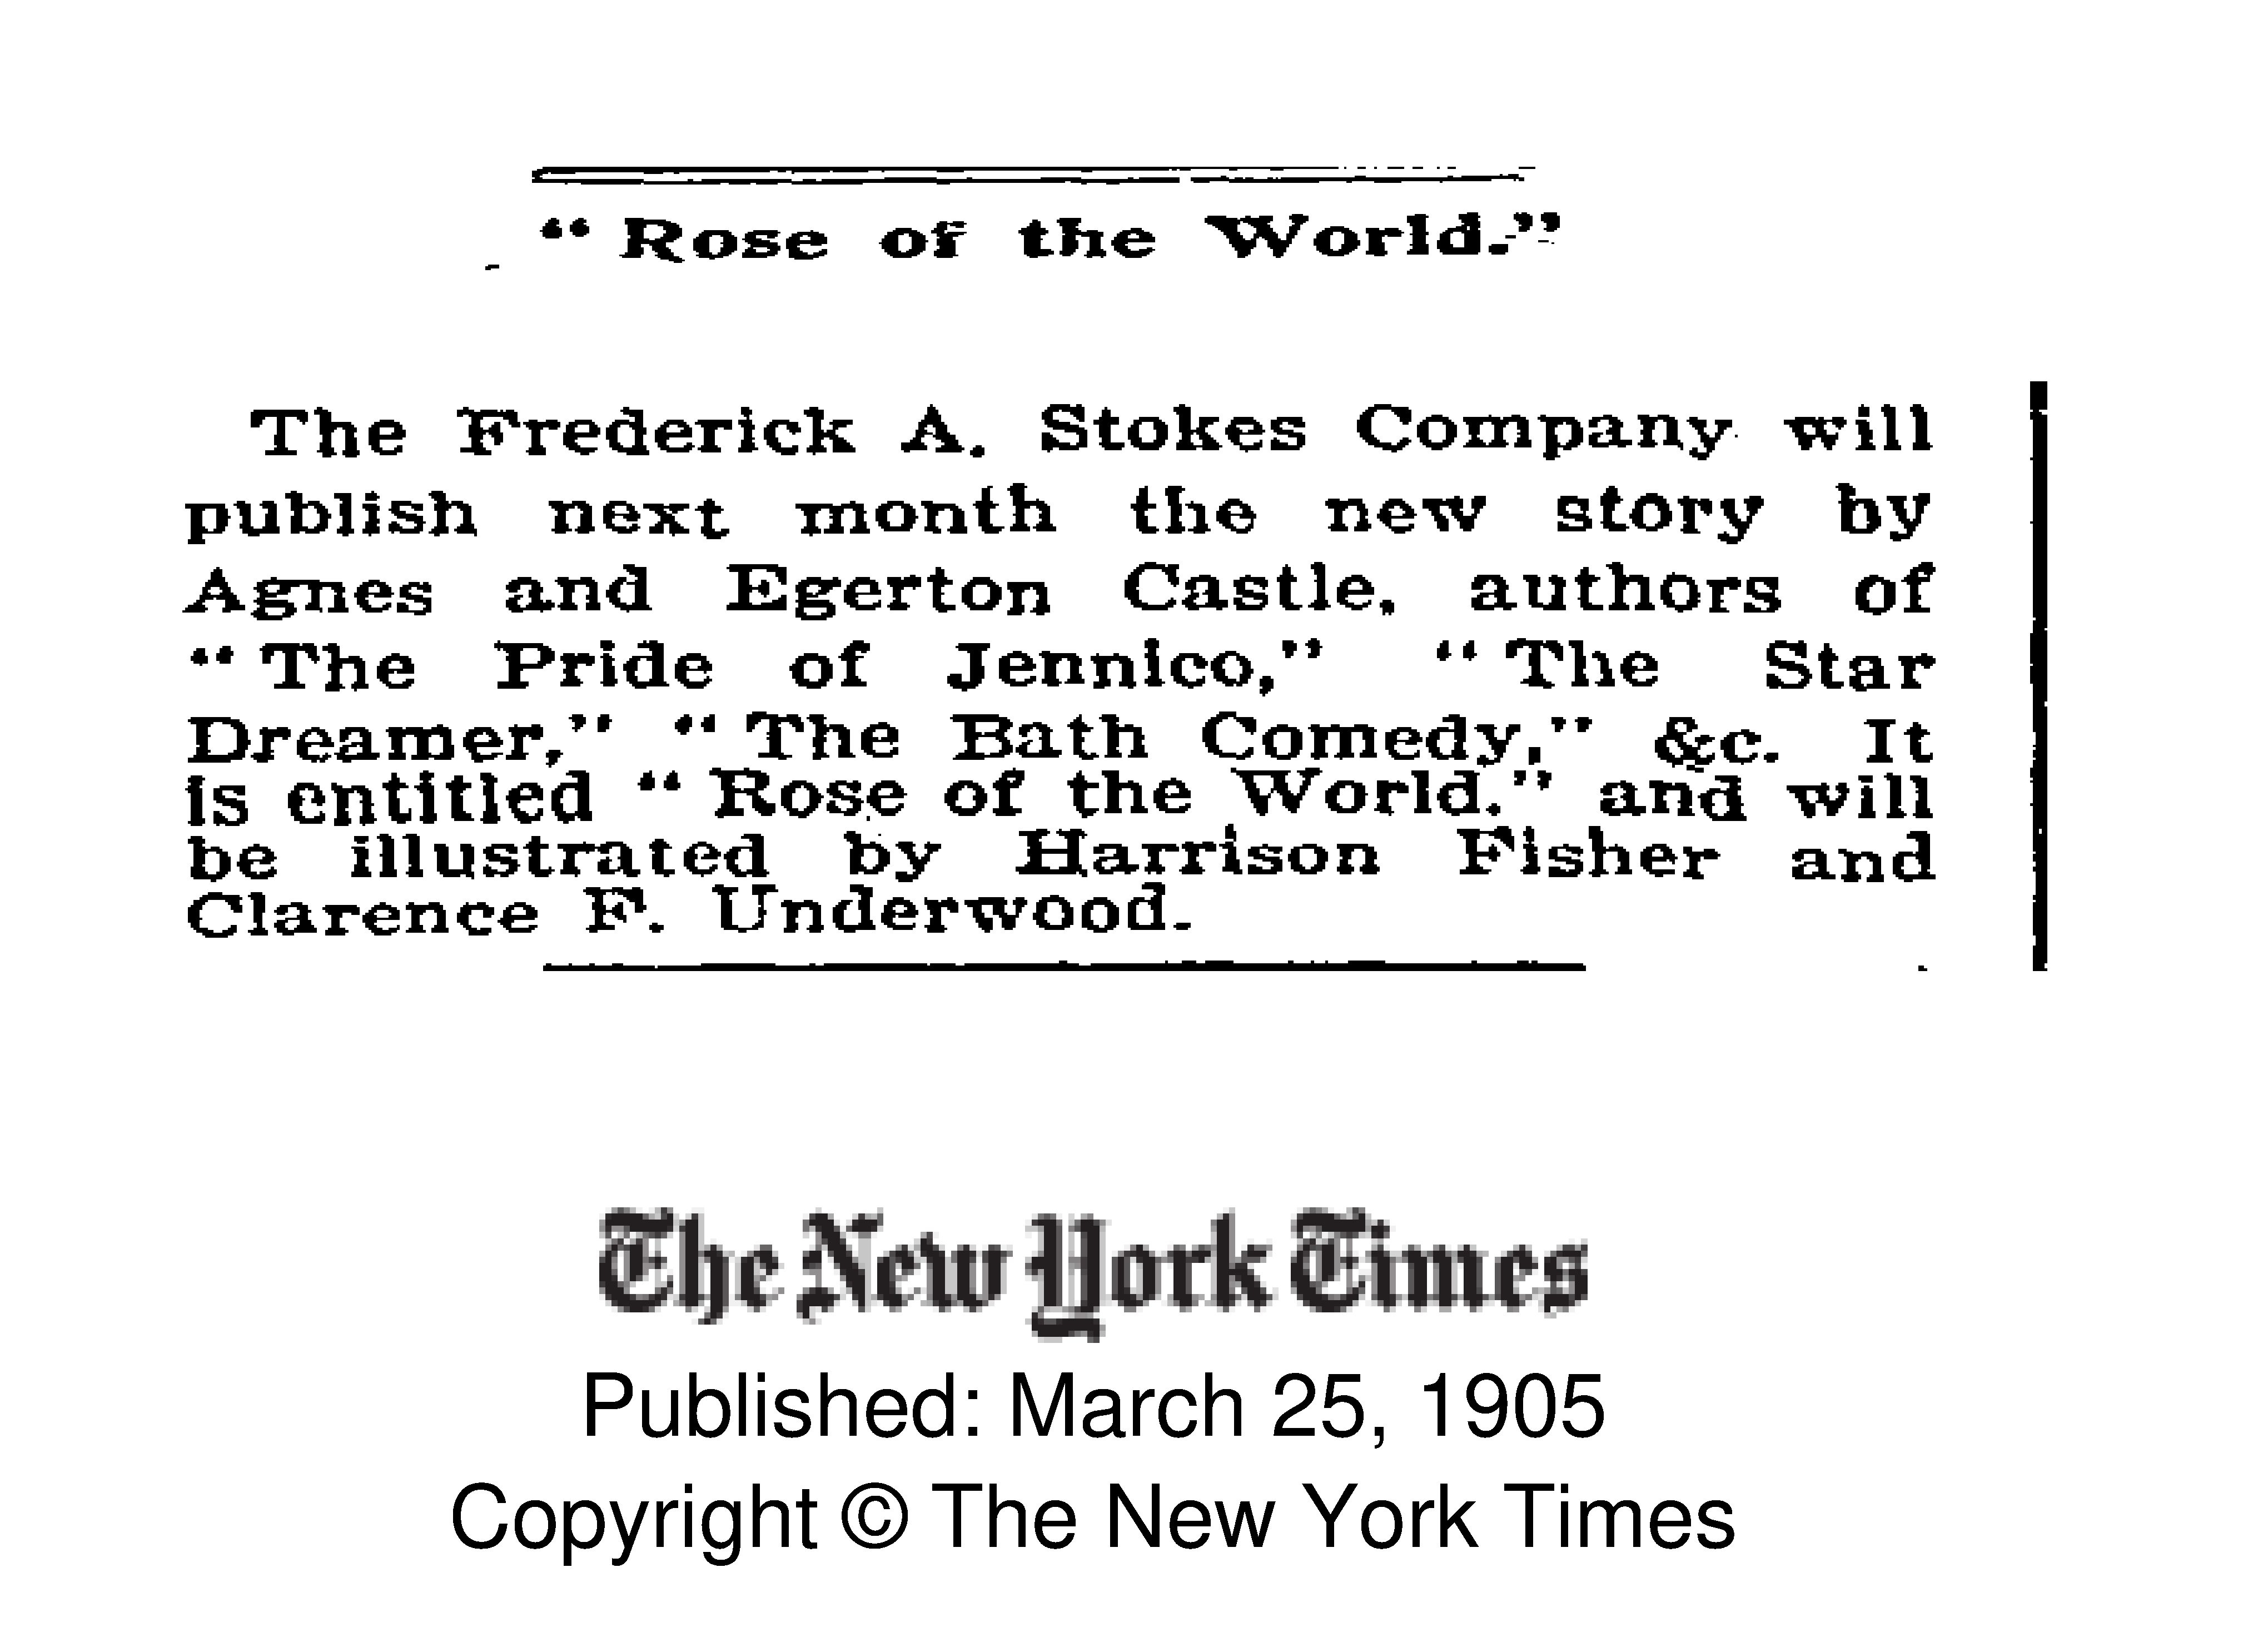 “ Rose of the World.”
The Frederick A. Stokes Company will
publish next month the new story by
Agnes and Egerton Castle, authors of
“ The Pride of Jennico,” “ The Star
Dreamer,” “ The Bath Comedy,” &c. It
is entitled “ Rose of the World.” and will
be illustrated by Harrison Fisher and
Clarence F. Underwood.
The New York Times
Published: March 25, 1905
Copyright © The New York Times